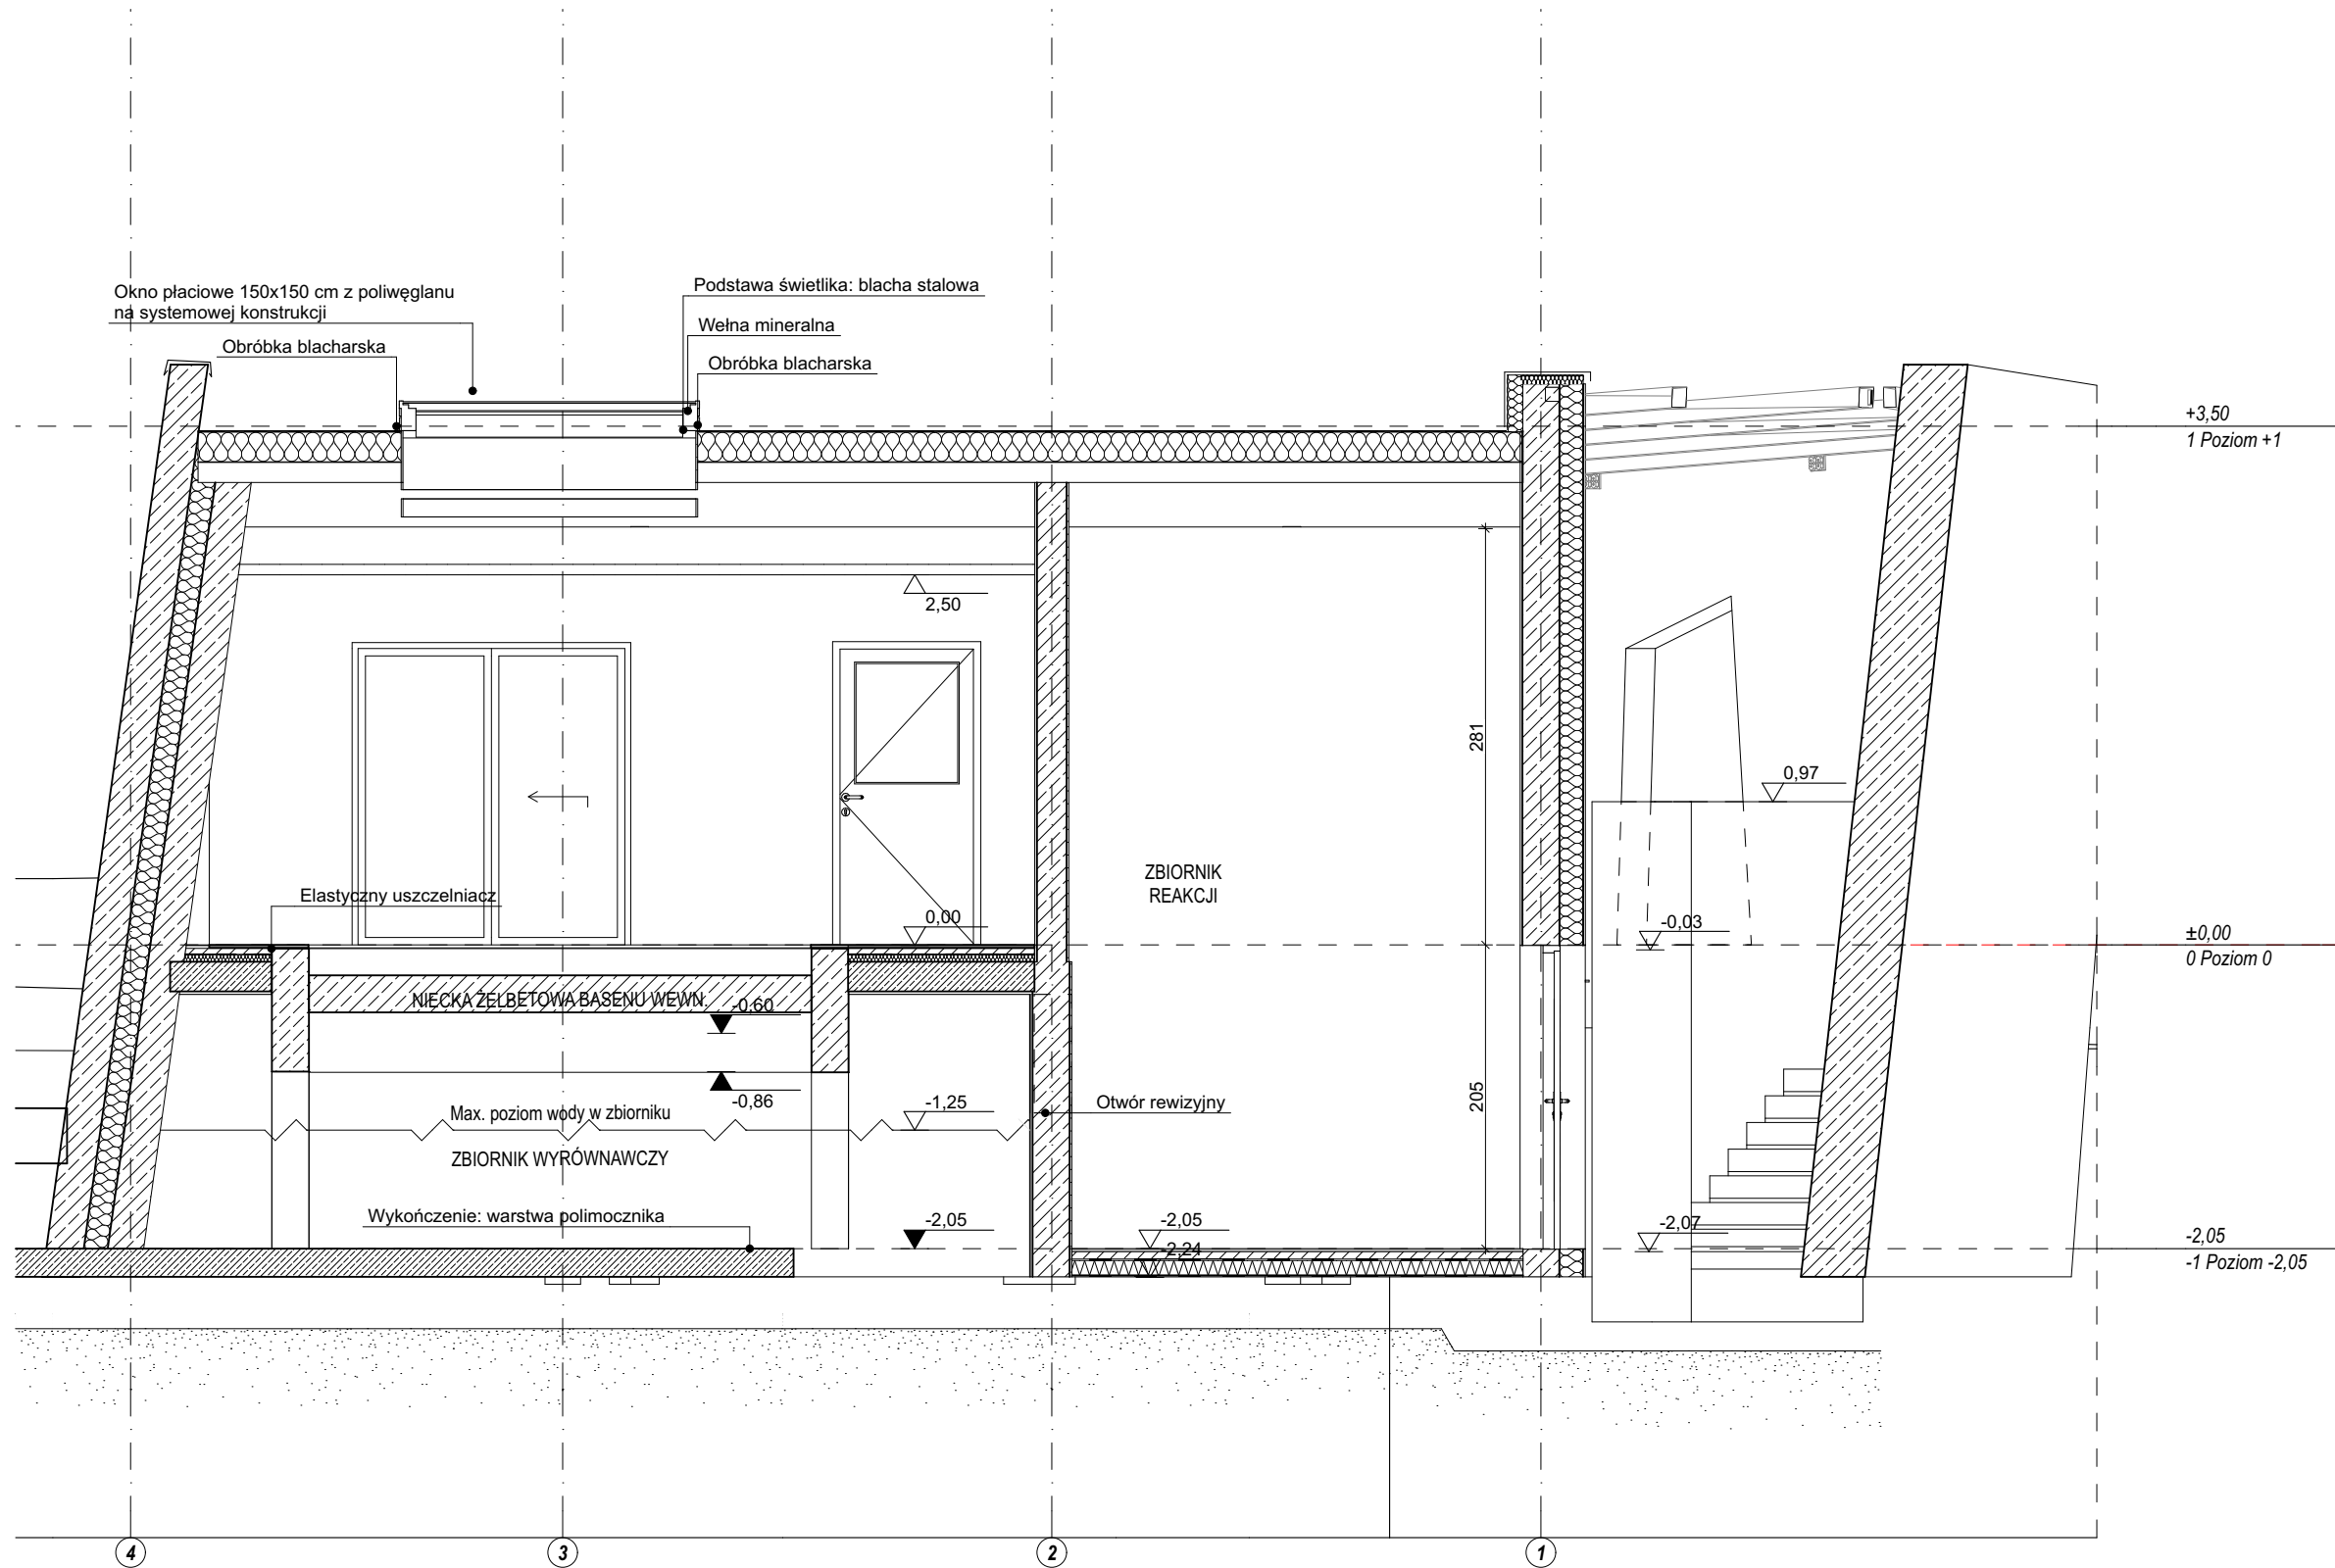 Okno płaciowe 150x150 cm z poliwęglanu
na systemowej konstrukcji
Obróbka blacharska
Podstawa świetlika: blacha stalowa
Wełna mineralna
Obróbka blacharska
+3,50
1 Poziom +1
2,50
281
0,97
ZBIORNIK
REAKCJI
Elastyczny uszczelniacz
0,00
-0,03
±0,00
0 Poziom 0
NIECKA ŻELBETOWA BASENU WEWN.
-0,60
-0,86
Max. poziom wody w zbiorniku
-1,25
Otwór rewizyjny
205
ZBIORNIK WYRÓWNAWCZY
Wykończenie: warstwa polimocznika
-2,05
-2,05
-2,24
-2,07
-2,05
-1 Poziom -2,05
4
3
2
1